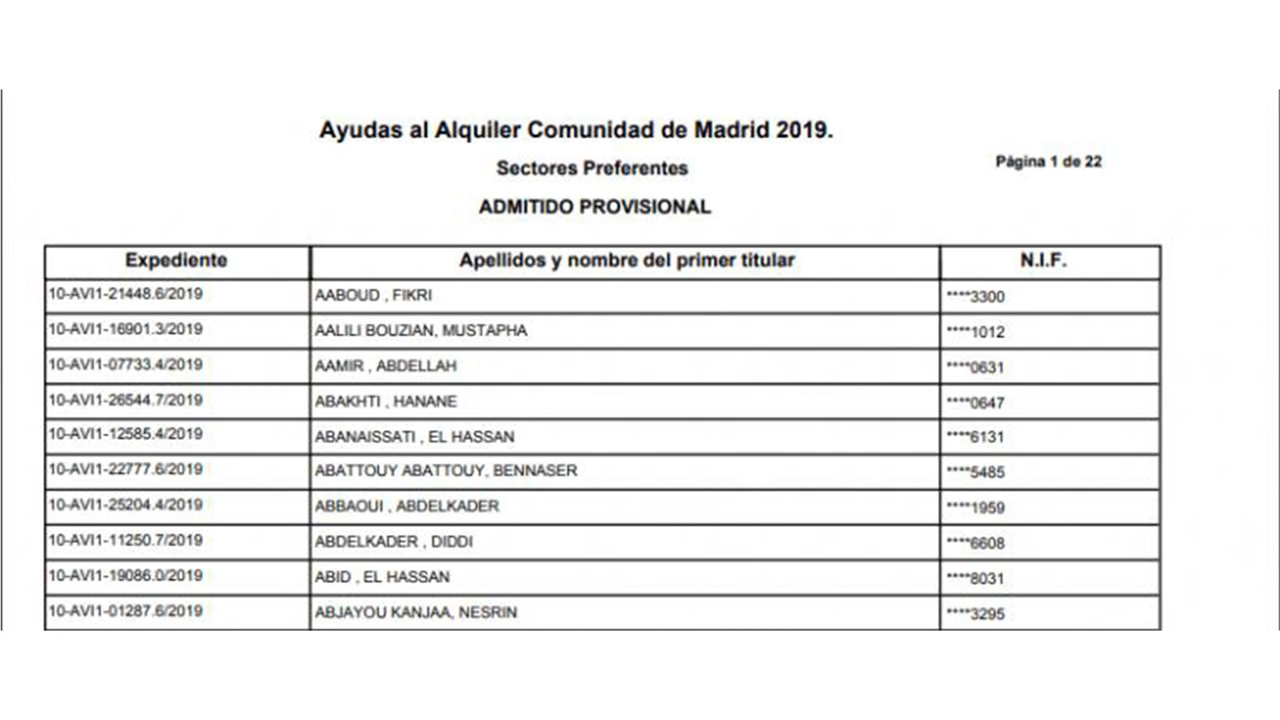 Ayudas al Alquiler Comunidad de Madrid 2019.
Sectores Preferentes
Página 1 de 22
ADMITIDO PROVISIONAL
Expediente Apellidos y nombre del primer titular N.I.F.
10-AVI1-21448.6/2019 AABOUD , FIKRI ****3300
10-AVI1-16901.3/2019 AALILI BOUZIAN, MUSTAPHA ****1012
10-AVI1-07733.4/2019 AAMIR , ABDELLAH ****0631
10-AVI1-26544.7/2019 ABAKHTI , HANANE ****0647
10-AVI1-12585.4/2019 ABANAISSATI , EL HASSAN ****6131
10-AVI1-22777.6/2019 ABATTOUY ABATTOUY, BENNASER ****5485
10-AVI1-25204.4/2019 ABBAOUI , ABDELKADER ****1959
10-AVI1-11250.7/2019 ABDELKADER , DIDDI ****6608
10-AVI1-19086.0/2019 ABID , EL HASSAN ****8031
10-AVI1-01287.6/2019 ABJAYOU KANJAA, NESRIN ****3295